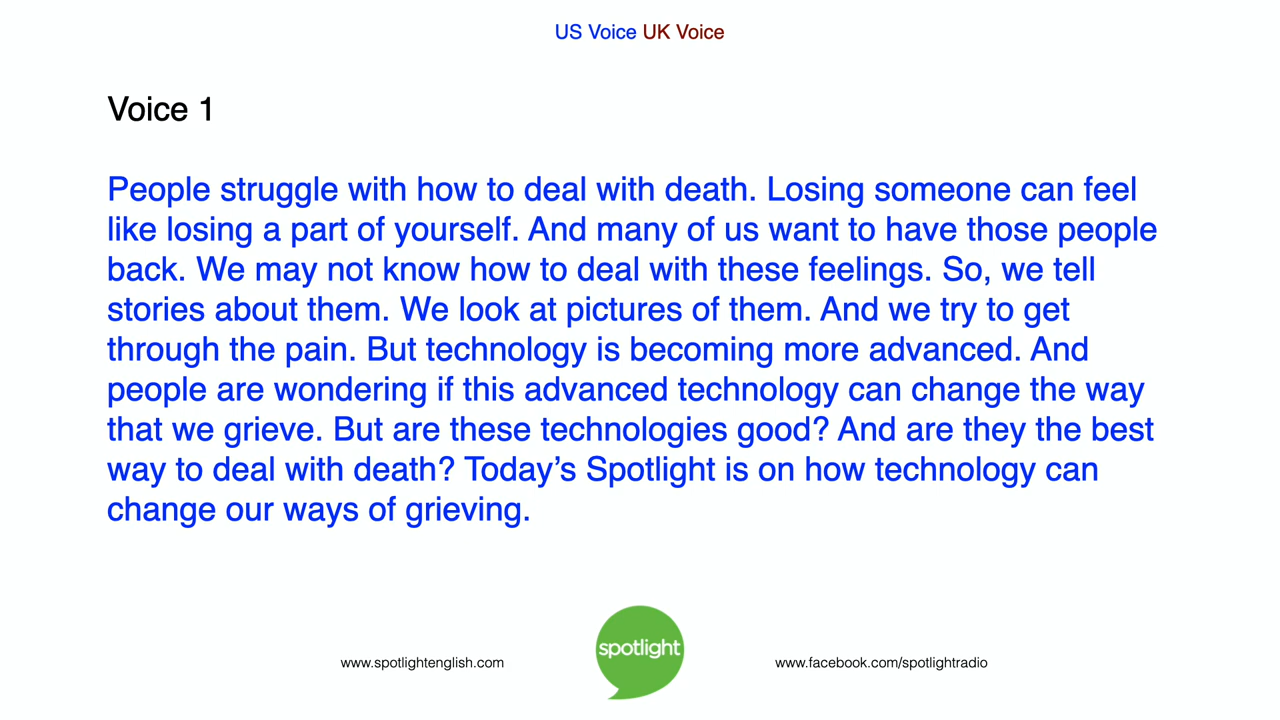 US Voice UK Voice
Voice 1
People struggle with how to deal with death. Losing someone can feel
like losing a part of yourself. And many of us want to have those people
back. We may not know how to deal with these feelings. So, we tell
stories about them. We look at pictures of them. And we try to get
through the pain. But technology is becoming more advanced. And
people are wondering if this advanced technology can change the way
that we grieve. But are these technologies good? And are they the best
way to deal with death? Today’s Spotlight is on how technology can
change our ways of grieving.
spotlight
www.spotlightenglish.com
www.facebook.com/spotlightradio